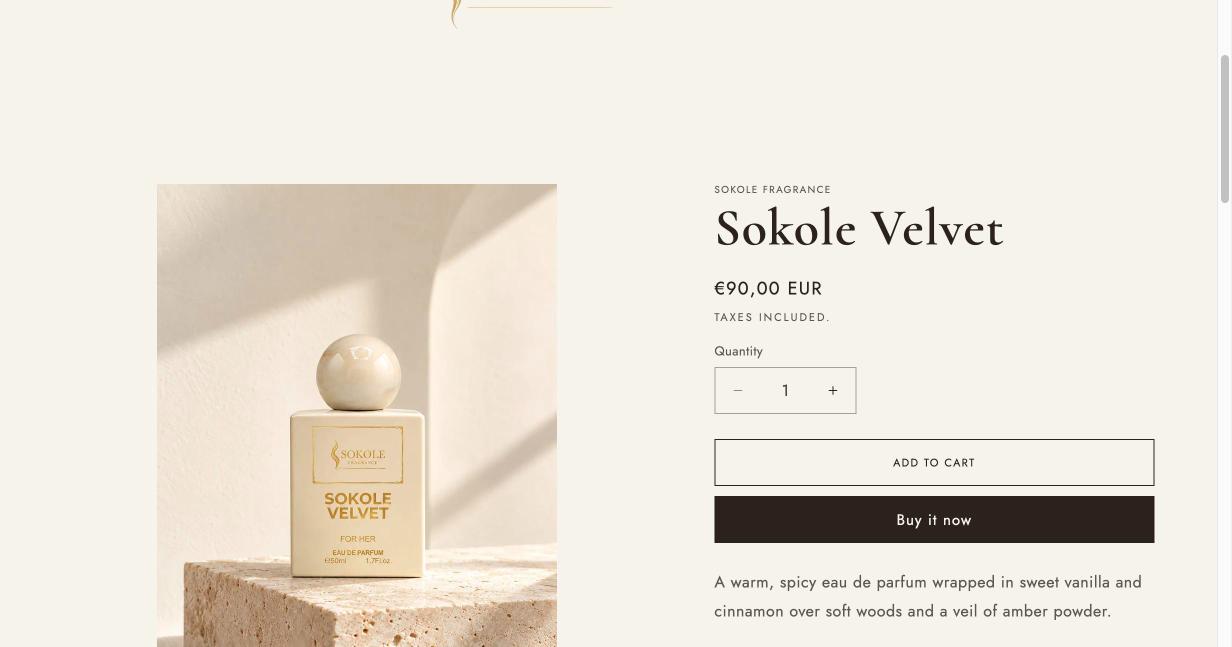 SOKOLE FRAGRANCE
Sokole Velvet
€90,00 EUR
TAXES INCLUDED.
Quantity
− 1 +
ADD TO CART
Buy it now
A warm, spicy eau de parfum wrapped in sweet vanilla and
cinnamon over soft woods and a veil of amber powder.
SOKOLE
FRAGRANCE
SOKOLE
VELVET
FOR HER
EAU DE PARFUM
50ml 1,7Fl.oz.